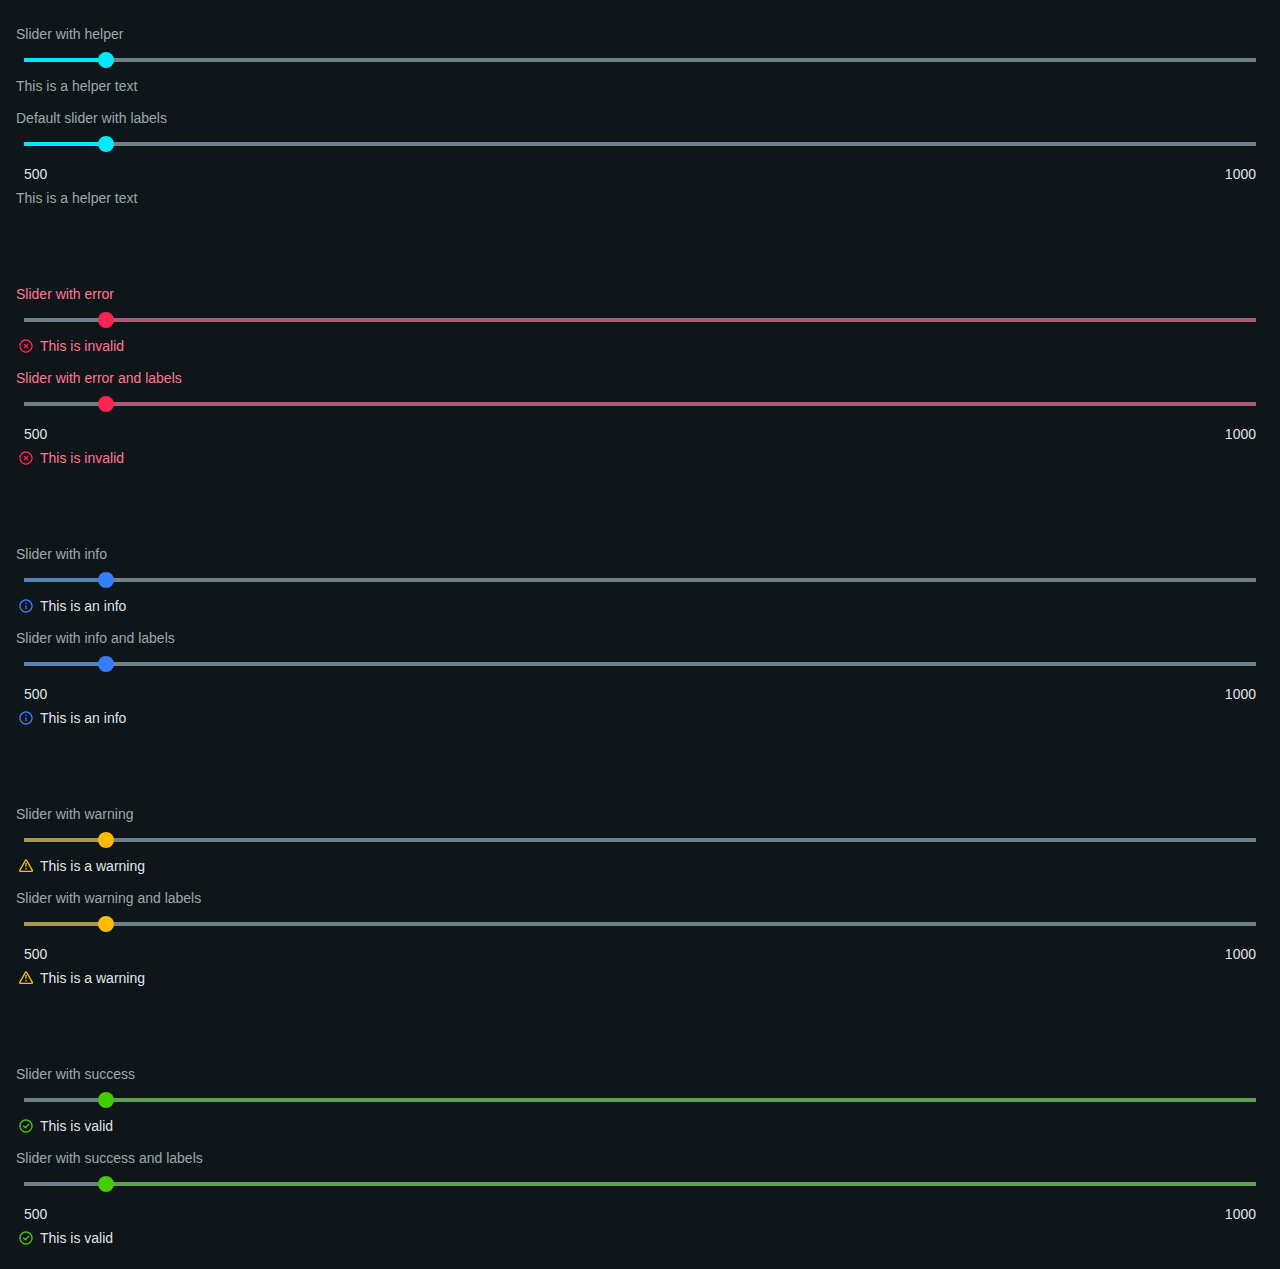 Slider with helper
This is a helper text
Default slider with labels
500 1000
This is a helper text
Slider with error
This is invalid
Slider with error and labels
500 1000
This is invalid
Slider with info
This is an info
Slider with info and labels
500 1000
This is an info
Slider with warning
This is a warning
Slider with warning and labels
500 1000
This is a warning
Slider with success
This is valid
Slider with success and labels
500 1000
This is valid